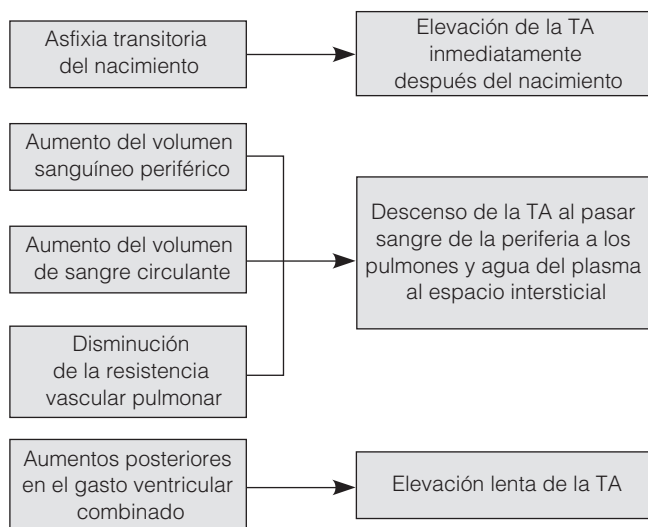 Asfixia transitoria
del nacimiento
Elevación de la TA
inmediatamente
después del nacimiento
Aumento del volumen
sanguíneo periférico
Aumento del volumen
de sangre circulante
Disminución
de la resistencia
vascular pulmonar
Descenso de la TA al pasar
sangre de la periferia a los
pulmones y agua del plasma
al espacio intersticial
Aumentos posteriores
en el gasto ventricular
combinado
Elevación lenta de la TA